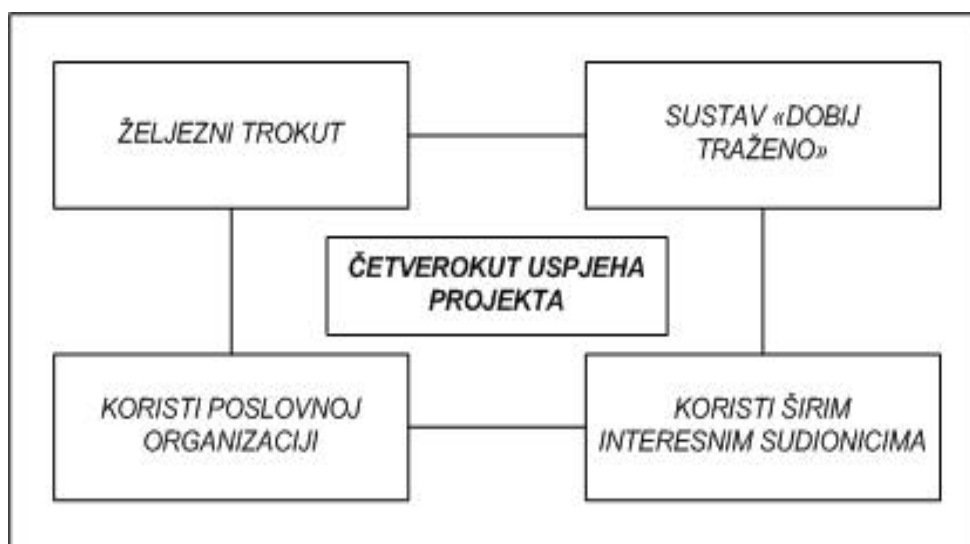 ŽELJEZNI TROKUT
SUSTAV «DOBIJ
TRAŽENO»
ČETVEROKUT USPJEHA
PROJEKTA
KORISTI POSLOVNOJ
ORGANIZACIJI
KORISTI ŠIRIM
INTERESNIM SUDIONICIMA